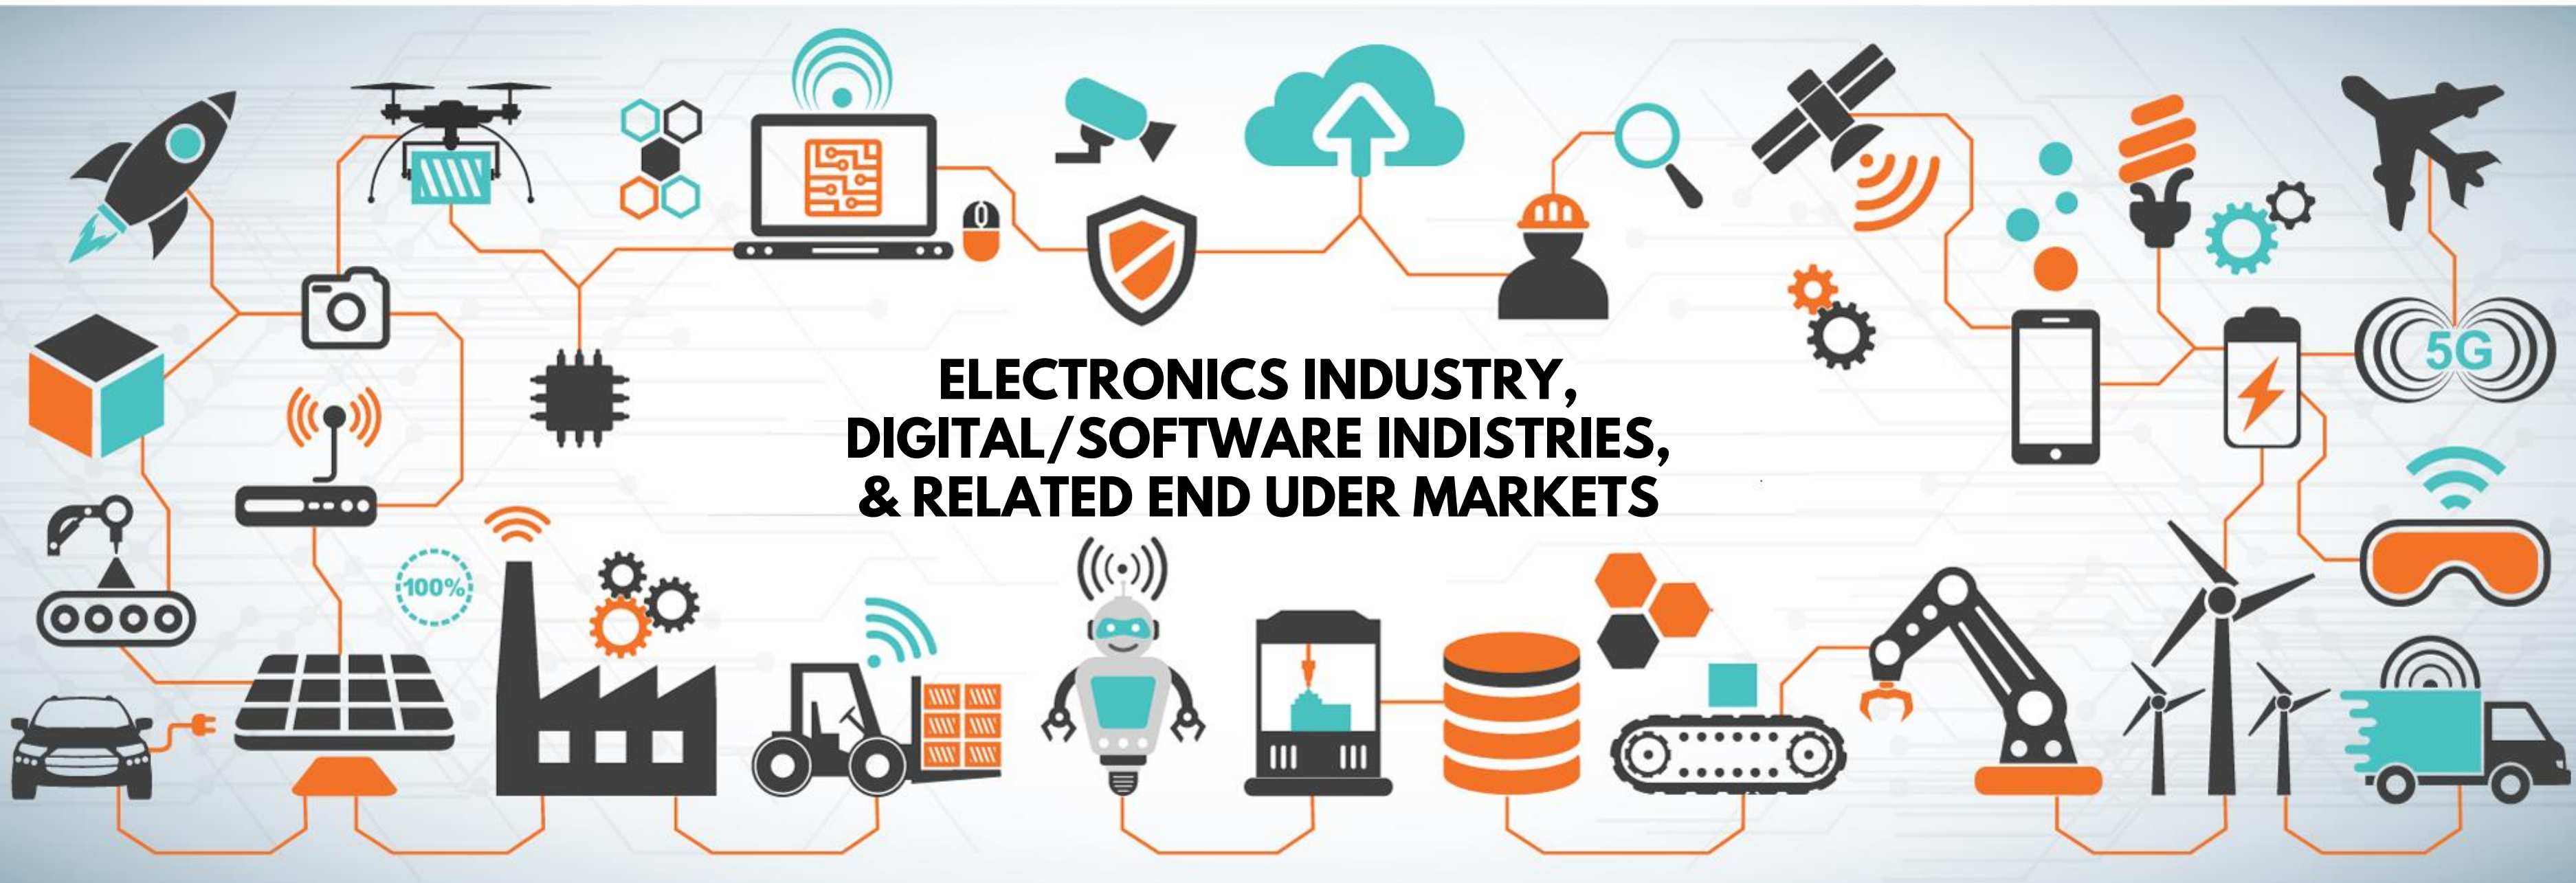 ELECTRONICS INDUSTRY,
DIGITAL/SOFTWARE INDISTRIES,
& RELATED END UDER MARKETS
5G
100%